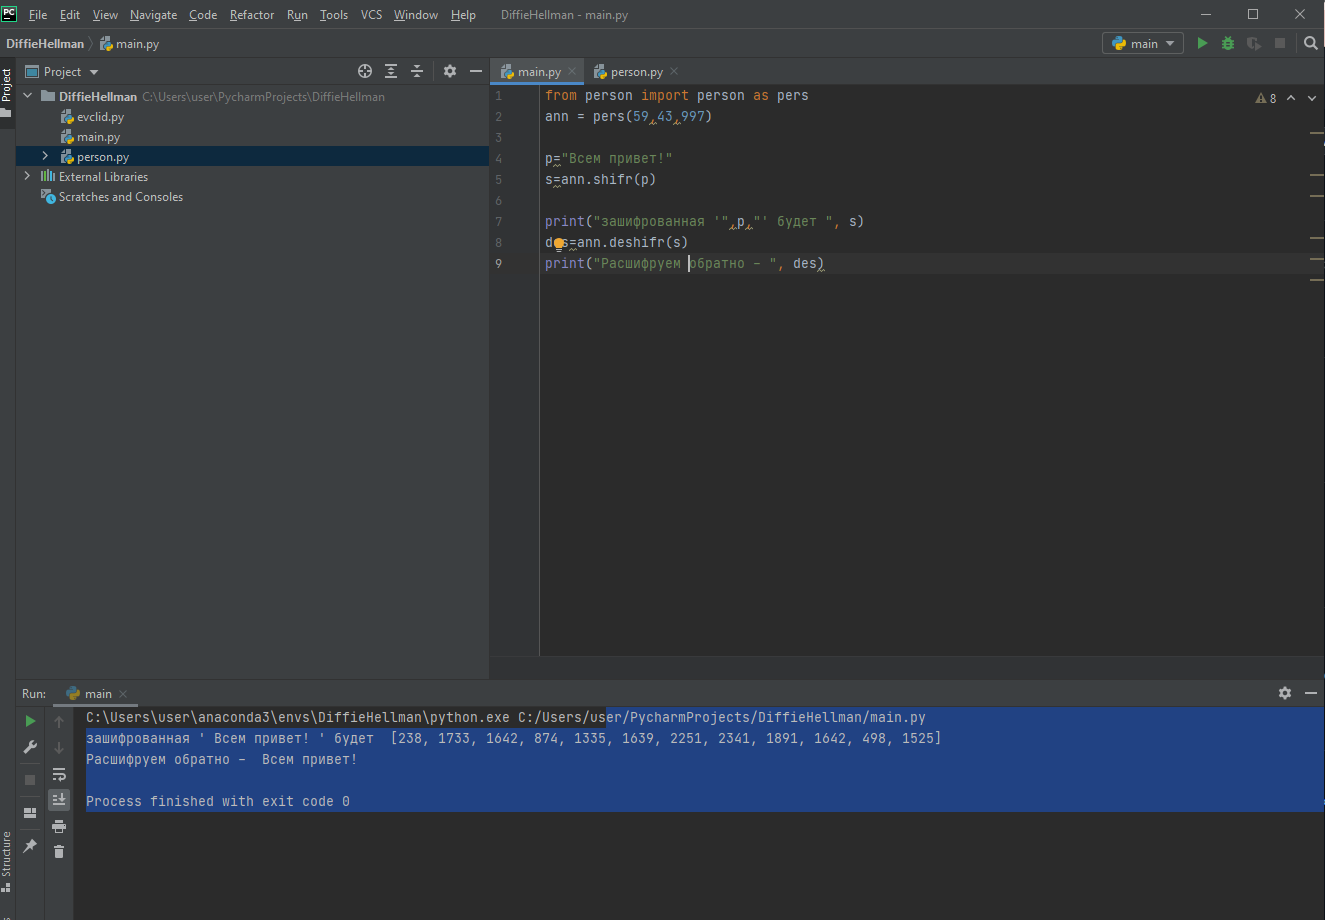 PC File Edit View Navigate Code Refactor Run Tools VCS Window Help DiffieHellman - main.py
DiffieHellman main.py main
Project
Project
main.py person.py
DiffieHellman C:\Users\user\PycharmProjects\DiffieHellman
evclid.py
main.py
person.py
External Libraries
Scratches and Consoles
8
1 from person import person as pers
2 ann = pers(59,43,997)
3
4 p="Всем привет!"
5 s=ann.shifr(p)
6
7 print("зашифрованная '",p,"' будет ", s)
8 des=ann.deshifr(s)
9 print("Расшифруем обратно - ", des)
Run: main
C:\Users\user\anaconda3\envs\DiffieHellman\python.exe C:/Users/user/PycharmProjects/DiffieHellman/main.py
зашифрованная ' Всем привет! ' будет  [238, 1733, 1642, 874, 1335, 1639, 2251, 2341, 1891, 1642, 498, 1525]
Расшифруем обратно -  Всем привет!
Process finished with exit code 0
Structure